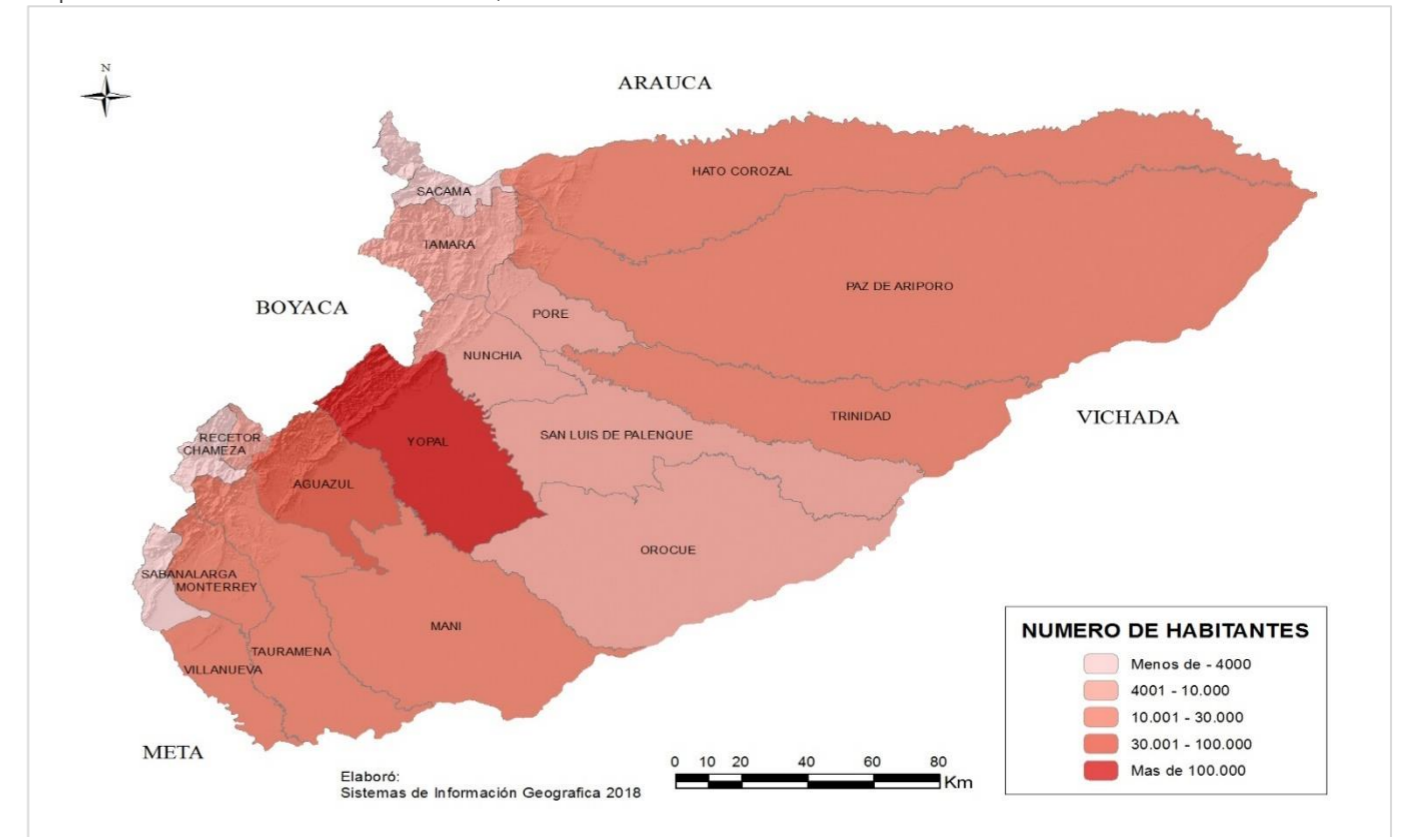 N
ARAUCA
HATO COROZAL
SACAMA
TAMARA
PAZ DE ARIPORO
BOYACA
PORE
NUNCHIA
TRINIDAD
VICHADA
SAN LUIS DE PALENQUE
RECETOR
YOPAL
CHAMEZA
AGUAZUL
OROCUE
SABANALARGA
MONTERREY
MANI
TAURAMENA
VILLANUEVA
META
NUMERO DE HABITANTES
Menos de - 4000
4001 - 10.000
10.001 - 30.000
30.001 - 100.000
Mas de 100.000
0 10 20 40 60 80
Km
Elaboró:
Sistemas de Información Geografica 2018